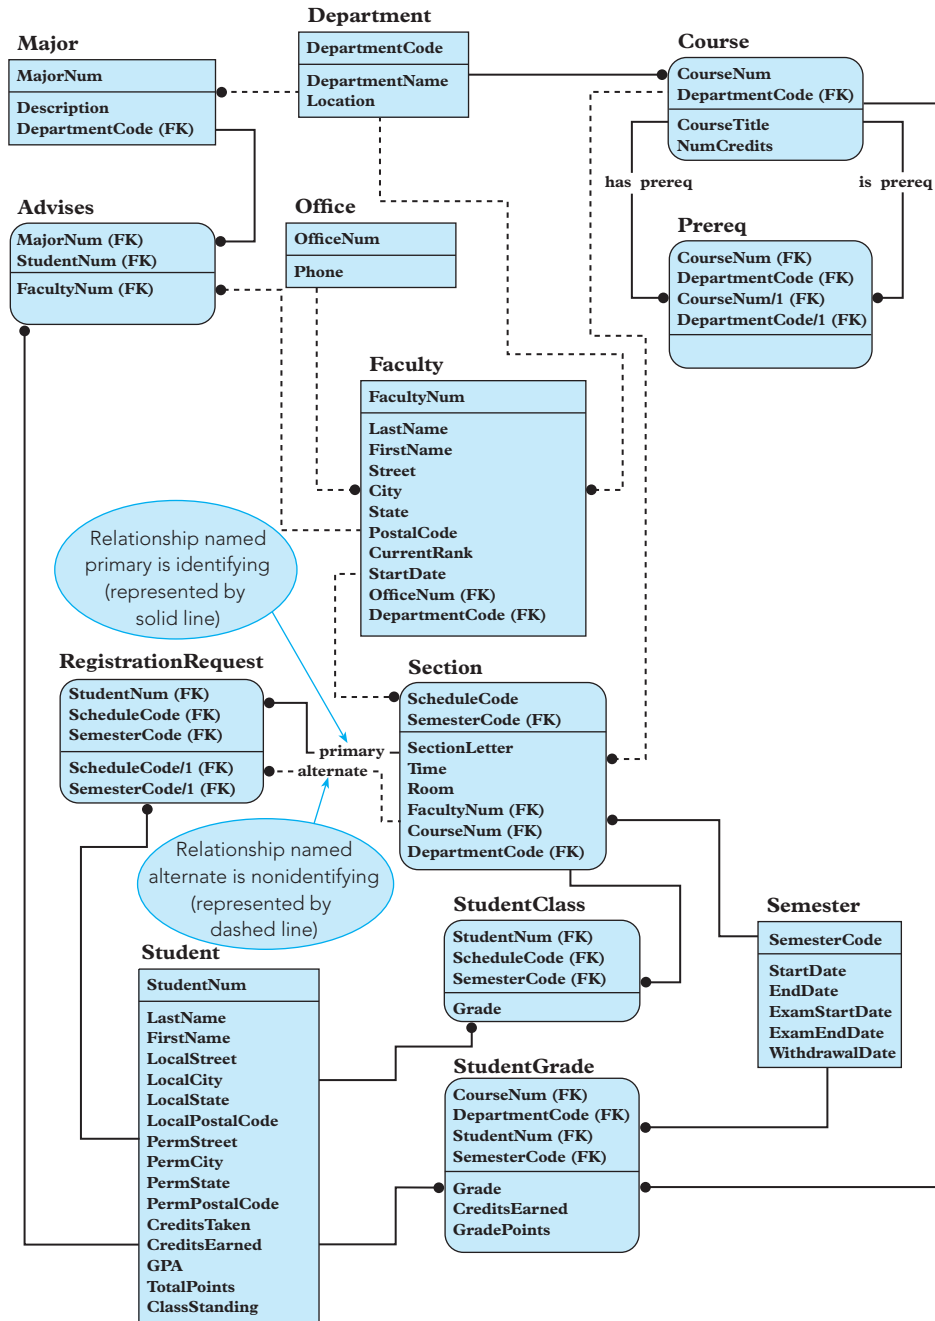 Department
DepartmentCode
DepartmentName
Location
Major
MajorNum
Description
DepartmentCode (FK)
Course
CourseNum
DepartmentCode (FK)
CourseTitle
NumCredits
has prereq
is prereq
Advises
MajorNum (FK)
StudentNum (FK)
FacultyNum (FK)
Office
OfficeNum
Phone
Prereq
CourseNum (FK)
DepartmentCode (FK)
CourseNum/1 (FK)
DepartmentCode/1 (FK)
Faculty
FacultyNum
LastName
FirstName
Street
City
State
PostalCode
CurrentRank
StartDate
OfficeNum (FK)
DepartmentCode (FK)
Relationship named
primary is identifying
(represented by
solid line)
RegistrationRequest
StudentNum (FK)
ScheduleCode (FK)
SemesterCode (FK)
ScheduleCode/1 (FK)
SemesterCode/1 (FK)
primary
alternate
Section
ScheduleCode
SemesterCode (FK)
SectionLetter
Time
Room
FacultyNum (FK)
CourseNum (FK)
DepartmentCode (FK)
Relationship named
alternate is nonidentifying
(represented by
dashed line)
StudentClass
StudentNum (FK)
ScheduleCode (FK)
SemesterCode (FK)
Grade
Semester
SemesterCode
StartDate
EndDate
ExamStartDate
ExamEndDate
WithdrawalDate
Student
StudentNum
LastName
FirstName
LocalStreet
LocalCity
LocalState
LocalPostalCode
PermStreet
PermCity
PermState
PermPostalCode
CreditsTaken
CreditsEarned
GPA
TotalPoints
ClassStanding
StudentGrade
CourseNum (FK)
DepartmentCode (FK)
StudentNum (FK)
SemesterCode (FK)
Grade
CreditsEarned
GradePoints